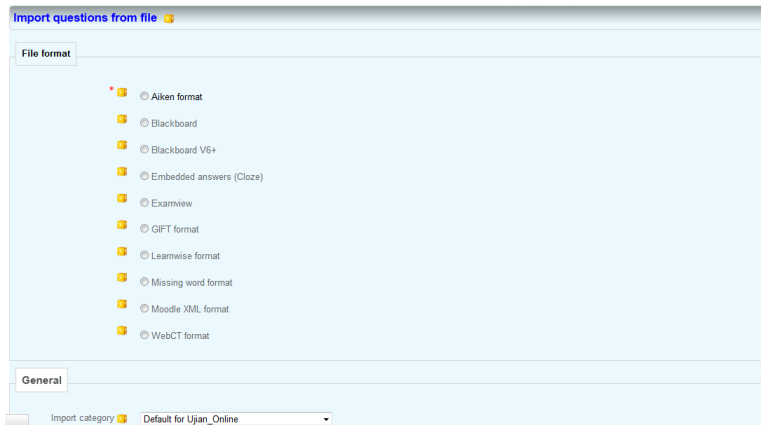 Import questions from file
File format
* Aiken format
Blackboard
Blackboard V6+
Embedded answers (Cloze)
Examview
GIFT format
Learnwise format
Missing word format
Moodle XML format
WebCT format
General
Import category Default for Ujian_Online